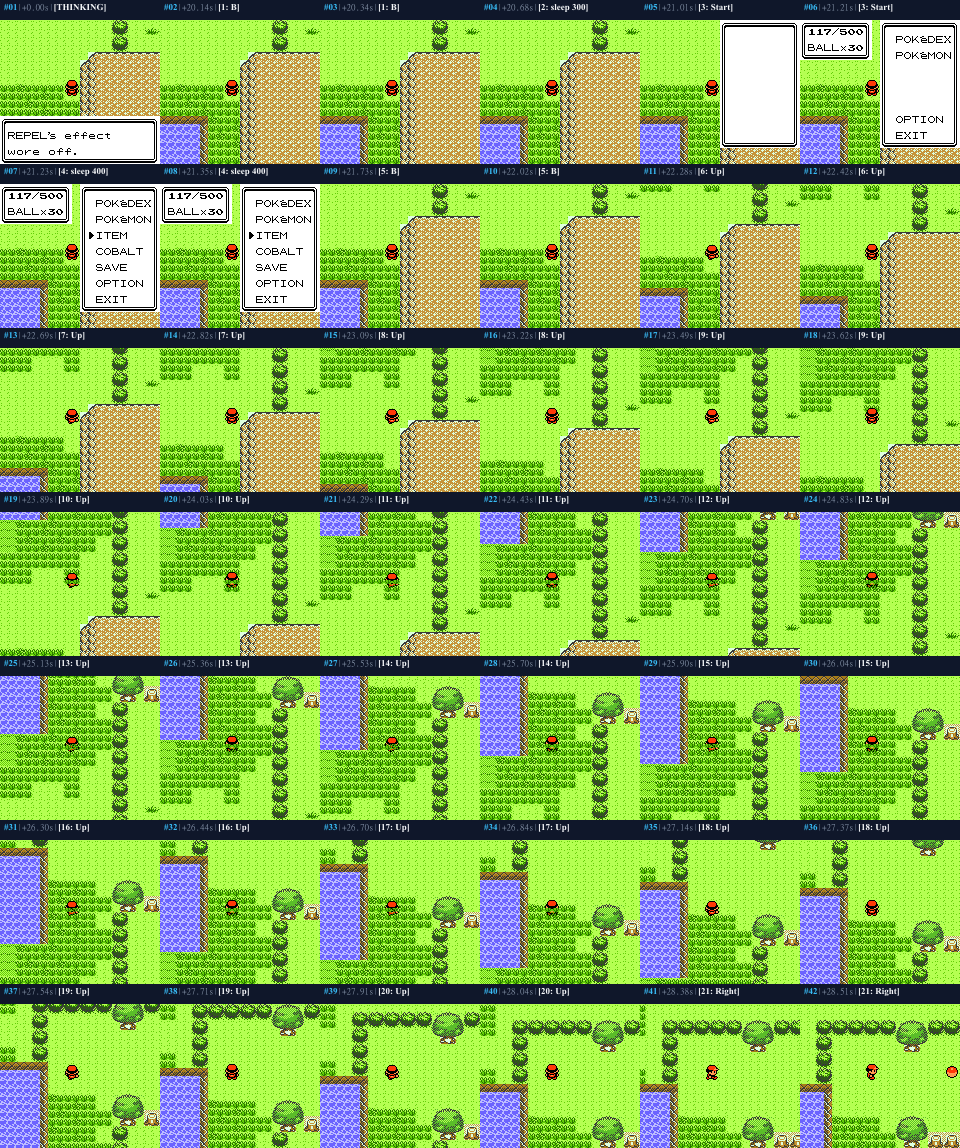 #01|+0.00s|[THINKING] #02|+20.14s|[1: B] #03|+20.34s|[1: B] #04|+20.68s|[2: sleep 300] #05|+21.01s|[3: Start] #06|+21.21s|[3: Start]
REPEL's effect
wore off.
117/500
BALL×30
POKéDEX
POKéMON
OPTION
EXIT
#07|+21.23s|[4: sleep 400] #08|+21.35s|[4: sleep 400] #09|+21.73s|[5: B] #10|+22.02s|[5: B] #11|+22.28s|[6: Up] #12|+22.42s|[6: Up]
117/500
BALL×30
POKéDEX
POKéMON
▶ITEM
COBALT
SAVE
OPTION
EXIT
117/500
BALL×30
POKéDEX
POKéMON
▶ITEM
COBALT
SAVE
OPTION
EXIT
#13|+22.69s|[7: Up] #14|+22.82s|[7: Up] #15|+23.09s|[8: Up] #16|+23.22s|[8: Up] #17|+23.49s|[9: Up] #18|+23.62s|[9: Up]
#19|+23.89s|[10: Up] #20|+24.03s|[10: Up] #21|+24.29s|[11: Up] #22|+24.43s|[11: Up] #23|+24.70s|[12: Up] #24|+24.83s|[12: Up]
#25|+25.13s|[13: Up] #26|+25.36s|[13: Up] #27|+25.53s|[14: Up] #28|+25.70s|[14: Up] #29|+25.90s|[15: Up] #30|+26.04s|[15: Up]
#31|+26.30s|[16: Up] #32|+26.44s|[16: Up] #33|+26.70s|[17: Up] #34|+26.84s|[17: Up] #35|+27.14s|[18: Up] #36|+27.37s|[18: Up]
#37|+27.54s|[19: Up] #38|+27.71s|[19: Up] #39|+27.91s|[20: Up] #40|+28.04s|[20: Up] #41|+28.38s|[21: Right] #42|+28.51s|[21: Right]